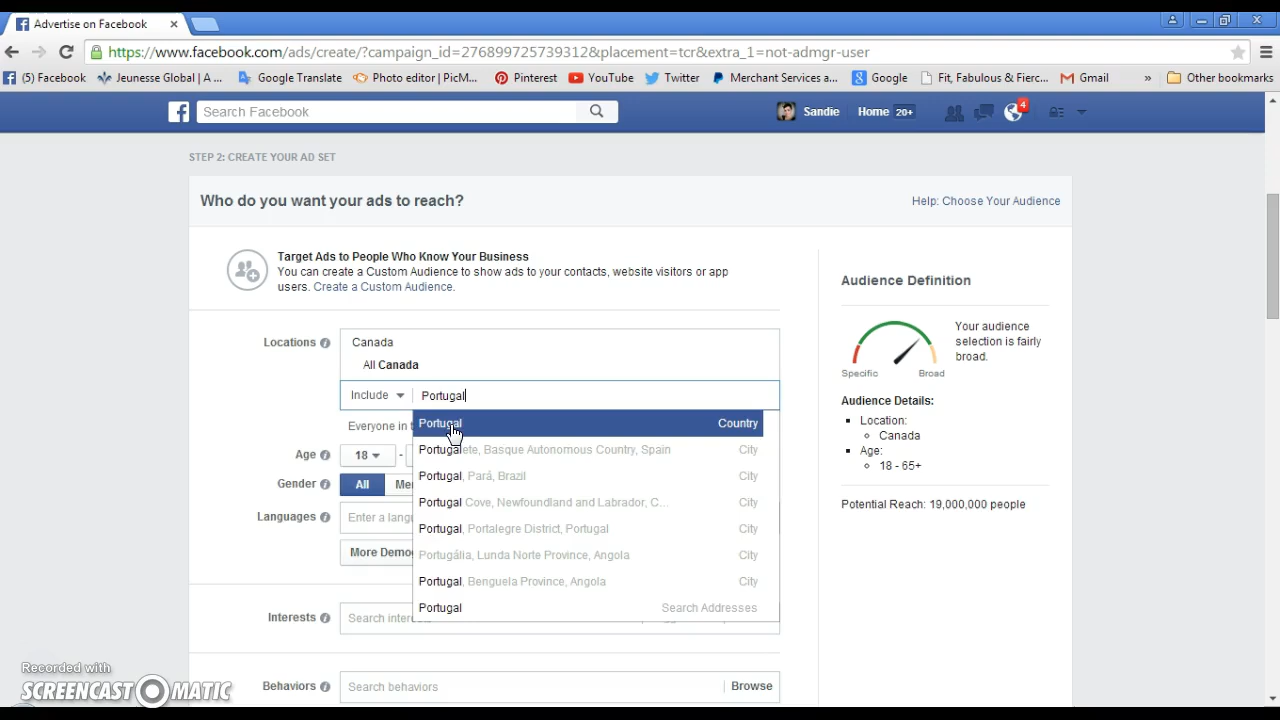 Advertise on Facebook
https://www.facebook.com/ads/create/?campaign_id=276899725739312&placement=tcr&extra_1=not-admgr-user
(5) Facebook Jeunesse Global | A ... Google Translate Photo editor | PicM... Pinterest YouTube Twitter Merchant Services a... Google Fit, Fabulous & Fierc... Gmail » Other bookmarks
Search Facebook Sandie Home 20+ 4
STEP 2: CREATE YOUR AD SET
Who do you want your ads to reach? Help: Choose Your Audience
Target Ads to People Who Know Your Business
You can create a Custom Audience to show ads to your contacts, website visitors or app
users. Create a Custom Audience.
Audience Definition
Your audience
selection is fairly
broad.
Specific Broad
Locations Canada
All Canada
Include Portugal
Portugal Country
Everyone in
Portugalete, Basque Autonomous Country, Spain City
Age 18 -
Portugal, Pará, Brazil City
Gender All Me
Portugal Cove, Newfoundland and Labrador, C... City
Languages Enter a lang
Portugal, Portalegre District, Portugal City
More Demo
Portugália, Lunda Norte Province, Angola City
Portugal, Benguela Province, Angola City
Portugal Search Addresses
Interests Search inter
Behaviors Search behaviors Browse
Audience Details:
Location:
Canada
Age:
18 - 65+
Potential Reach: 19,000,000 people
Recorded with
SCREENCAST MATIC